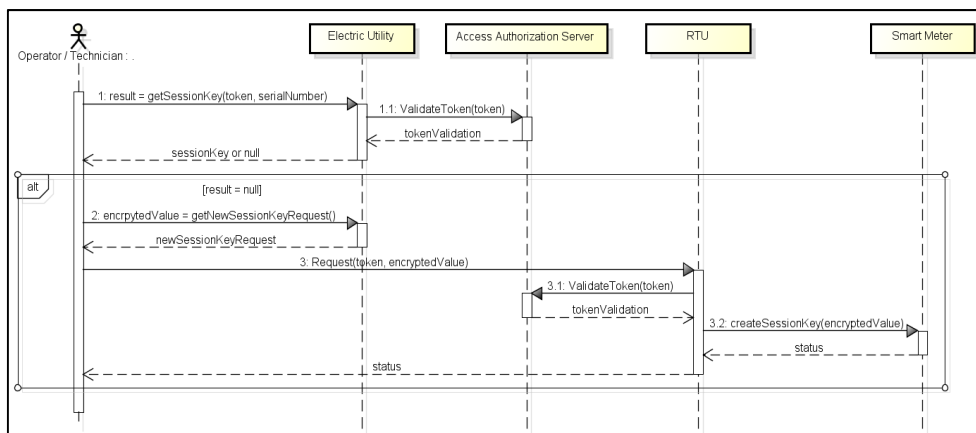 Operator / Technician : .
Electric Utility
Access Authorization Server
RTU
Smart Meter
1: result = getSessionKey(token, serialNumber)
1.1: ValidateToken(token)
tokenValidation
sessionKey or null
alt
[result = null]
2: encrpytedValue = getNewSessionKeyRequest()
newSessionKeyRequest
3: Request(token, encryptedValue)
3.1: ValidateToken(token)
tokenValidation
3.2: createSessionKey(encryptedValue)
status
status